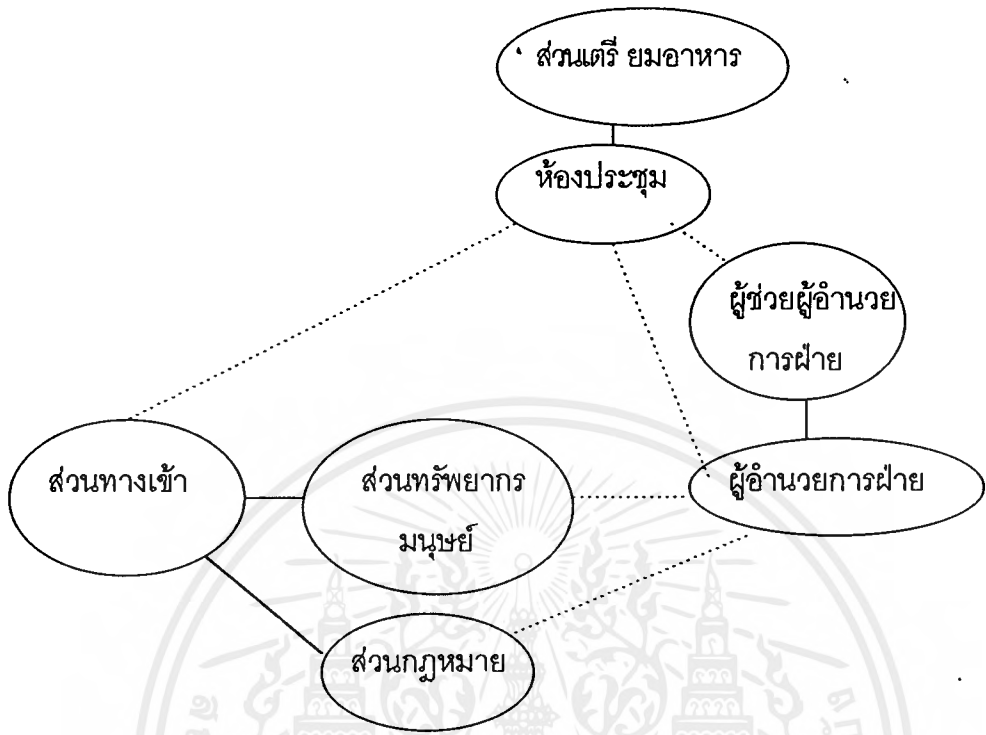 ส่วนเตรี ยมอาหาร
ห้องประชุม
ผู้ช่วยผู้อำนวย
การฝ่าย
ส่วนทางเข้า
ส่วนทรัพยากร
มนุษย์
ผู้อำนวยการฝ่าย
ส่วนกฎหมาย